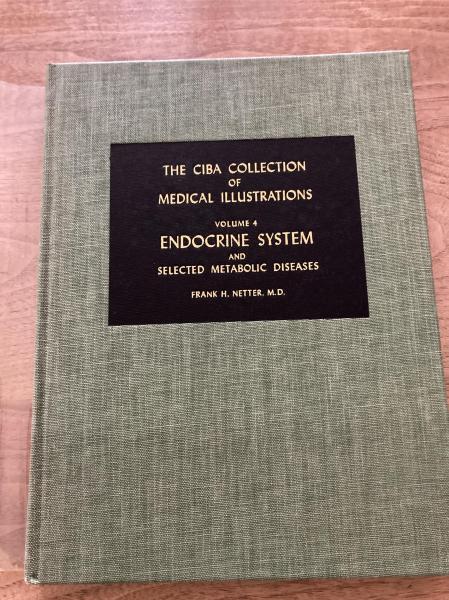 THE CIBA COLLECTION
OF
MEDICAL ILLUSTRATIONS
VOLUME 4
ENDOCRINE SYSTEM
AND
SELECTED METABOLIC DISEASES
FRANK H. NETTER, M.D.